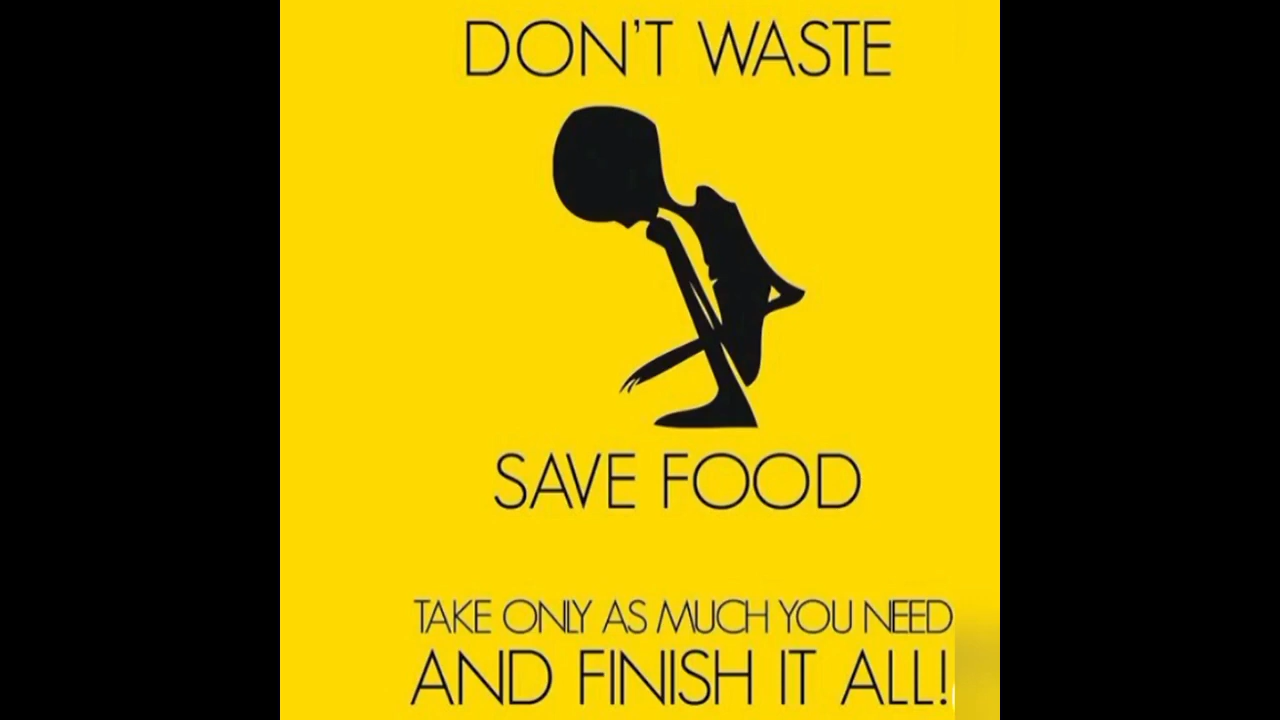 DON'T WASTE
SAVE FOOD
TAKE ONLY AS MUCH YOU NEED
AND FINISH IT ALL!